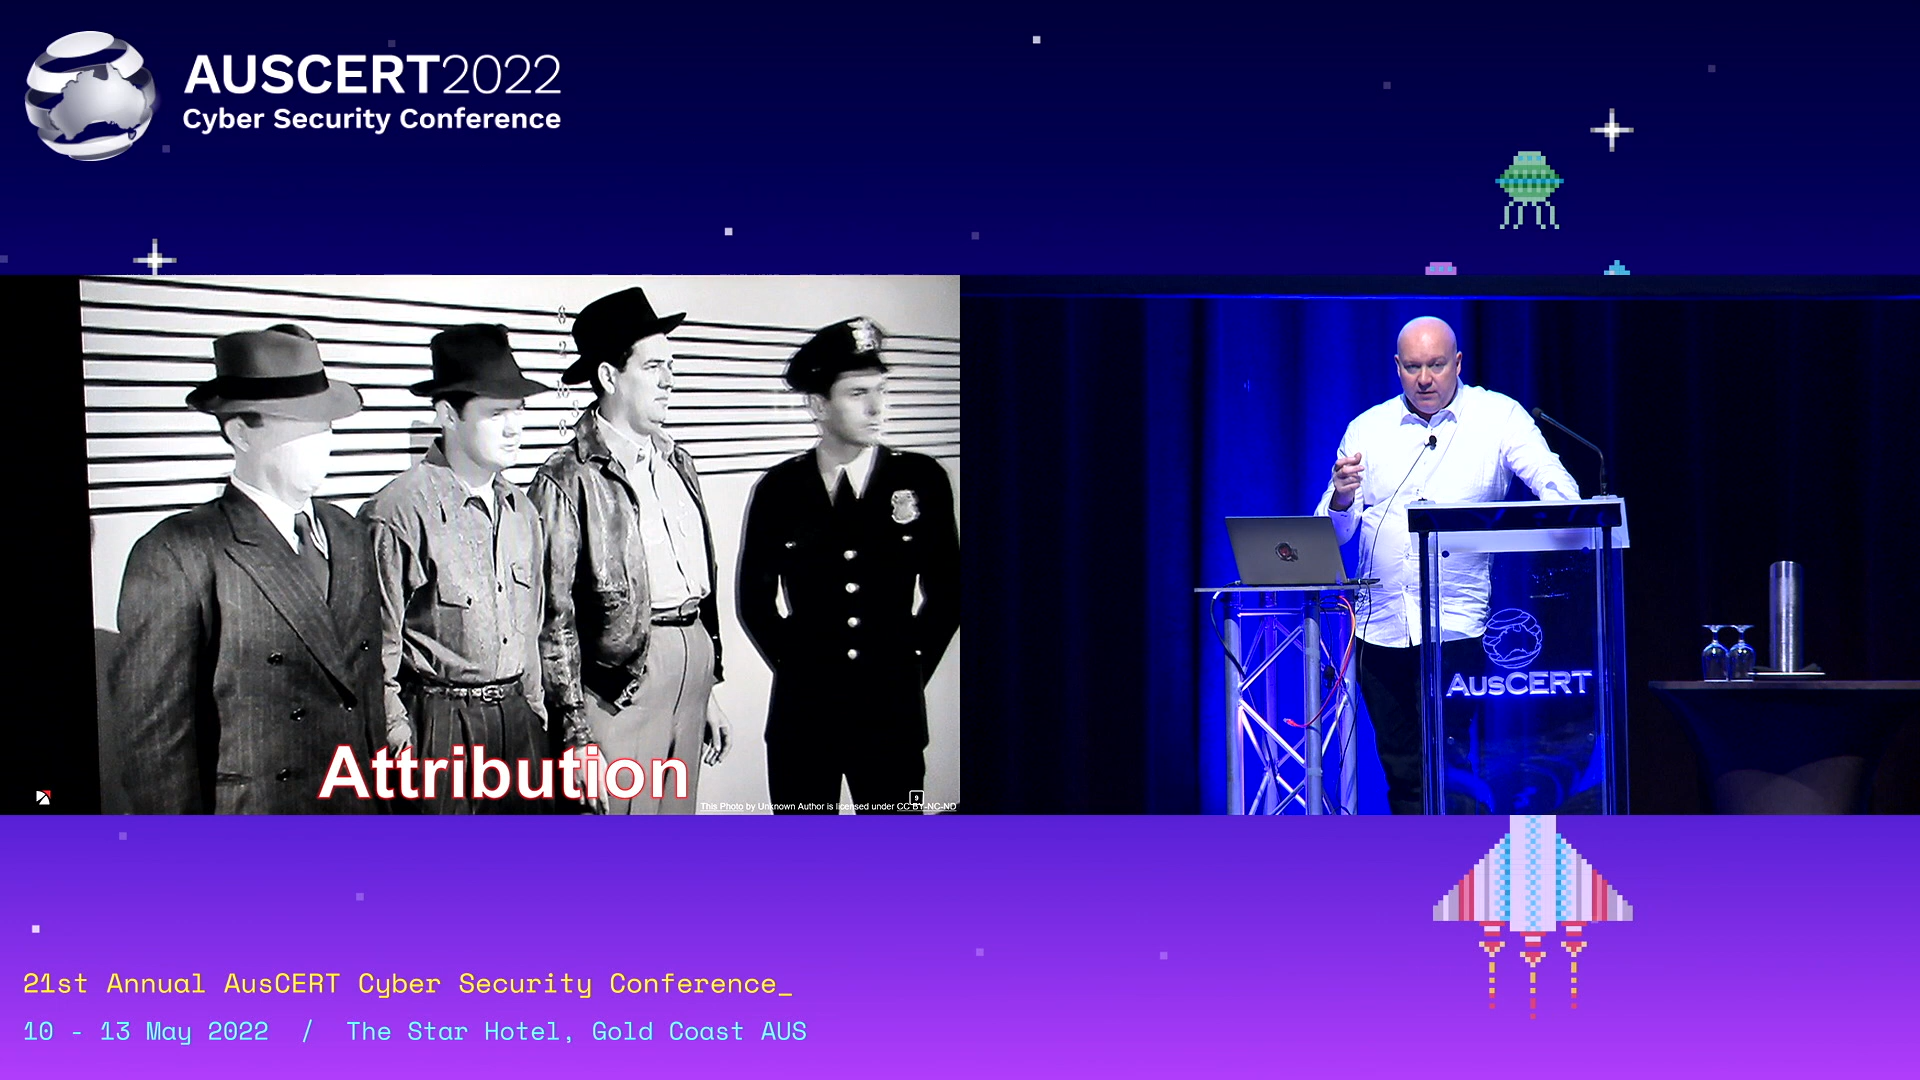 AUSCERT2022
Cyber Security Conference
Attribution
This Photo by Unknown Author is licensed under CC BY-NC-ND
9
AUSCERT
21st Annual AusCERT Cyber Security Conference_
10 - 13 May 2022 / The Star Hotel, Gold Coast AUS